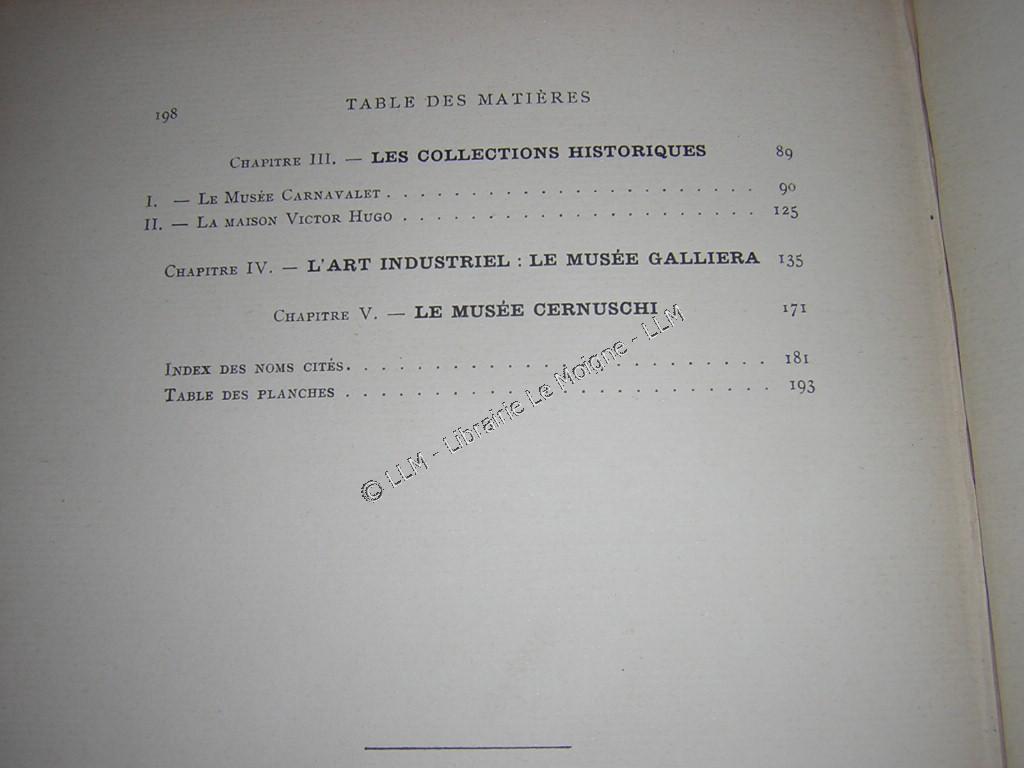 198 TABLE DES MATIÈRES
CHAPITRE III. — LES COLLECTIONS HISTORIQUES 89
I. — LE MUSÉE CARNAVALET . . . . . . . . . . . . . . . . . . . . . . 90
II. — LA MAISON VICTOR HUGO . . . . . . . . . . . . . . . . . . . . . 125
CHAPITRE IV. — L'ART INDUSTRIEL : LE MUSÉE GALLIERA 135
CHAPITRE V. — LE MUSÉE CERNUSCHI . 171
INDEX DES NOMS CITÉS. . . . . . . . . . . . . . . . . . . . . . . . 181
TABLE DES PLANCHES . . . . . . . . . . . . . . . . . . . . . . . . 193
© LLM - Librairie Le Moigne - LLM